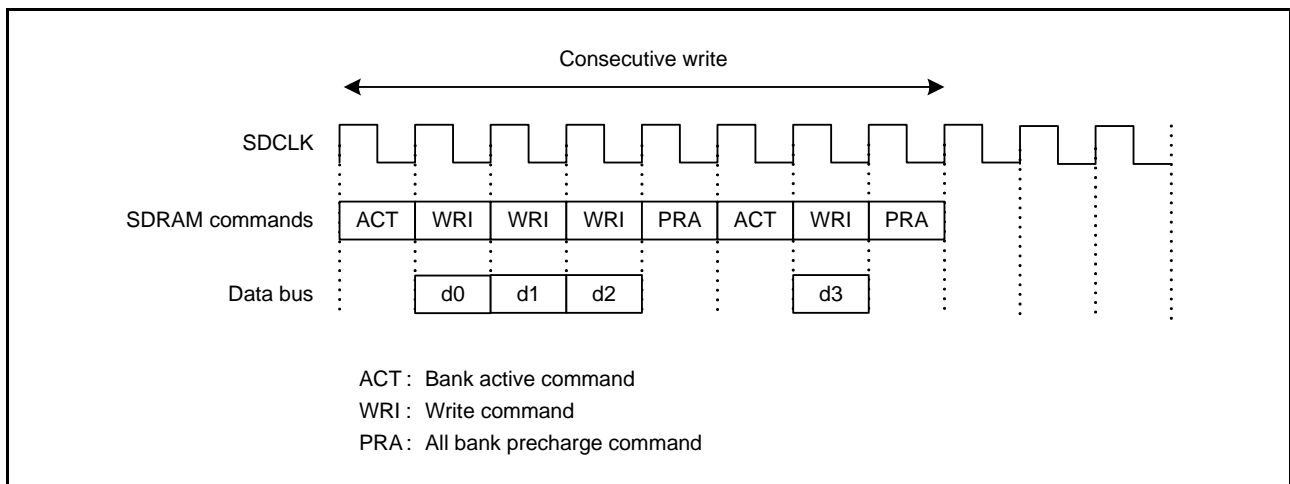 Consecutive write
SDCLK
SDRAM commands ACT WRI WRI WRI PRA ACT WRI PRA
Data bus d0 d1 d2 d3
ACT : Bank active command
WRI : Write command
PRA : All bank precharge command